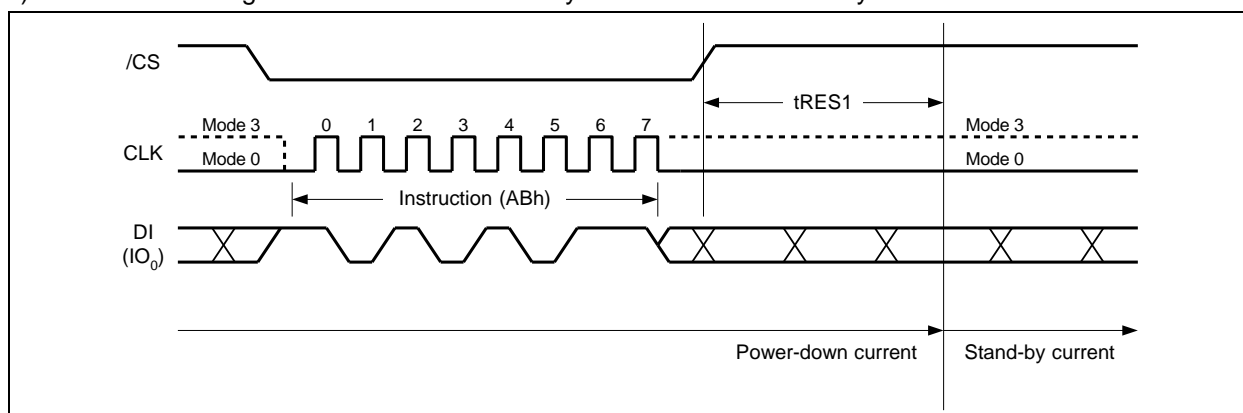 /CS
tRES1
Mode 3 0 1 2 3 4 5 6 7 Mode 3
CLK
Mode 0 Mode 0
Instruction (ABh)
DI
(IO0)
Power-down current Stand-by current